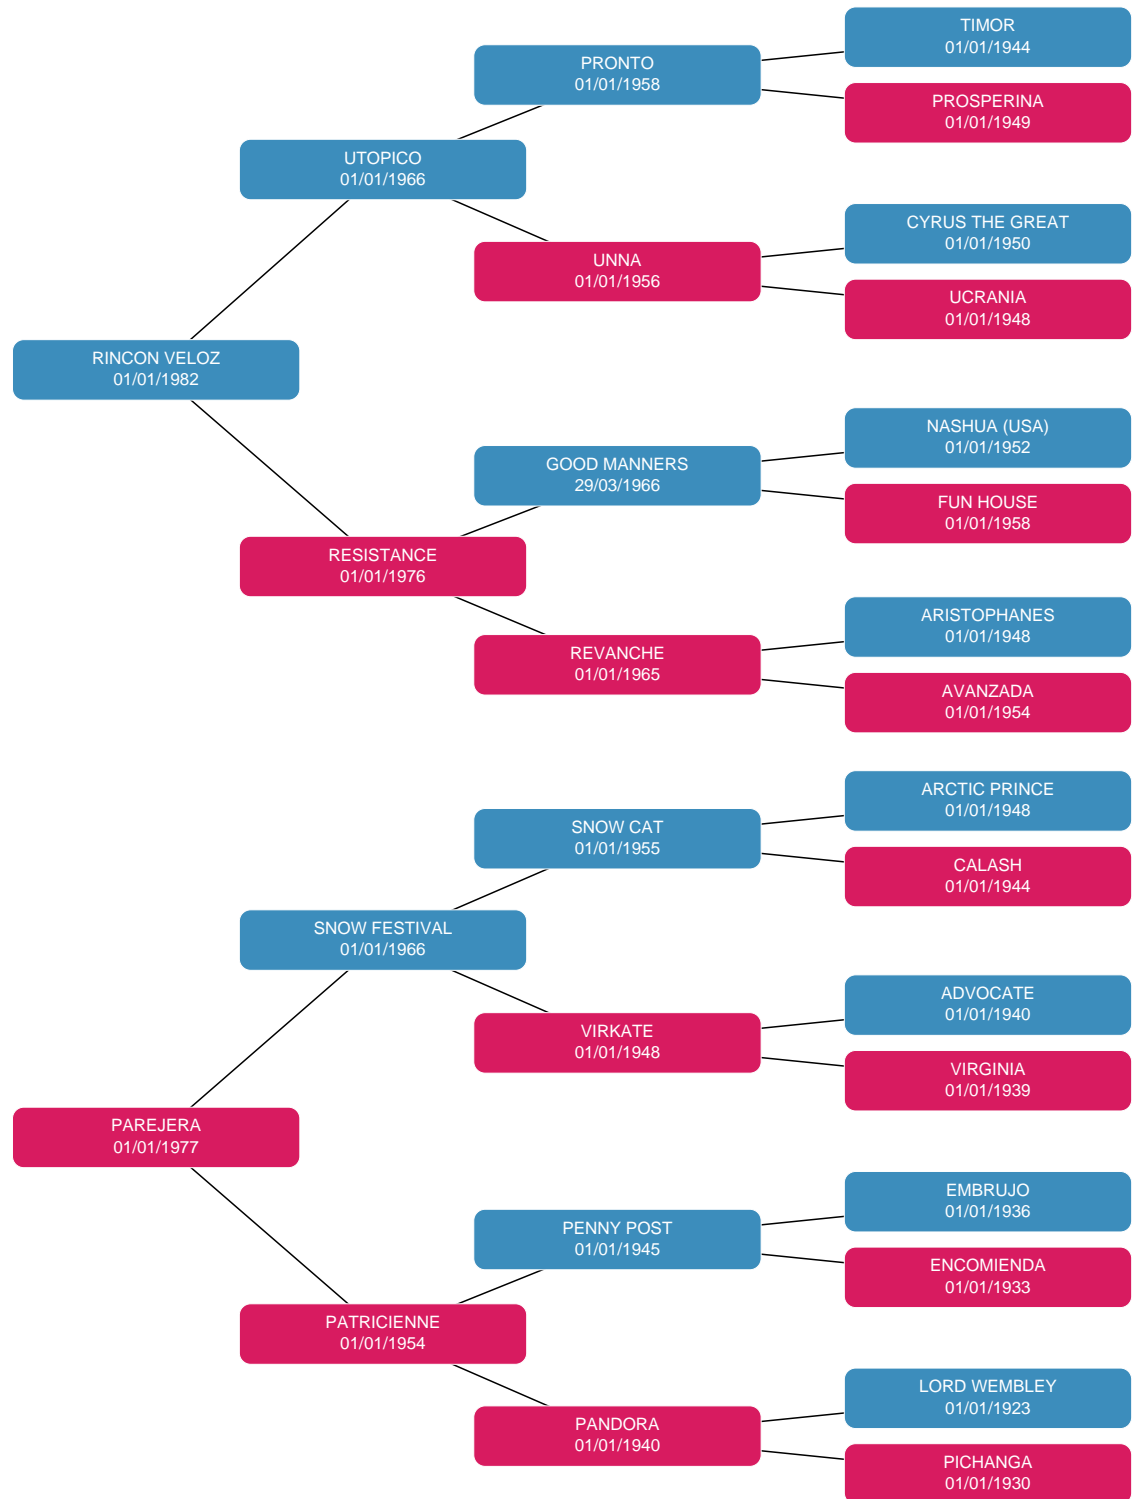 TIMOR
01/01/1944
PRONTO
01/01/1958
PROSPERINA
01/01/1949
UTOPICO
01/01/1966
CYRUS THE GREAT
01/01/1950
UNNA
01/01/1956
UCRANIA
01/01/1948
RINCON VELOZ
01/01/1982
NASHUA (USA)
01/01/1952
GOOD MANNERS
29/03/1966
FUN HOUSE
01/01/1958
RESISTANCE
01/01/1976
ARISTOPHANES
01/01/1948
REVANCHE
01/01/1965
AVANZADA
01/01/1954
ARCTIC PRINCE
01/01/1948
SNOW CAT
01/01/1955
CALASH
01/01/1944
SNOW FESTIVAL
01/01/1966
ADVOCATE
01/01/1940
VIRKATE
01/01/1948
VIRGINIA
01/01/1939
PAREJERA
01/01/1977
EMBRUJO
01/01/1936
PENNY POST
01/01/1945
ENCOMIENDA
01/01/1933
PATRICIENNE
01/01/1954
LORD WEMBLEY
01/01/1923
PANDORA
01/01/1940
PICHANGA
01/01/1930